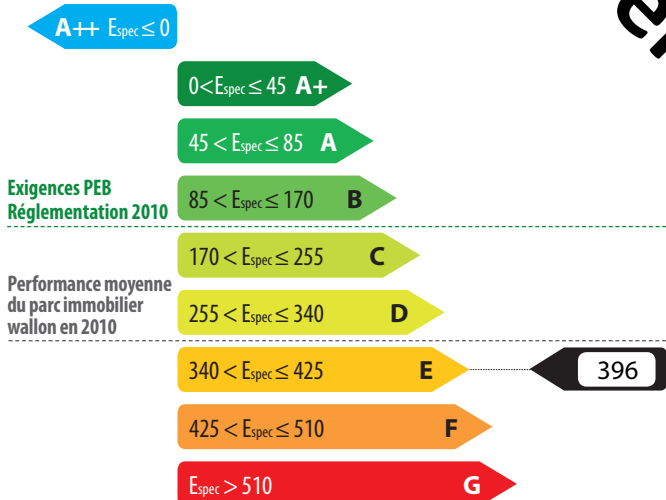 A++ Espec ≤ 0
0<Espec ≤ 45 A+
45 < Espec ≤ 85 A
Exigences PEB
Réglementation 2010
85 < Espec ≤ 170 B
170 < Espec ≤ 255 C
Performance moyenne
du parc immobilier
wallon en 2010
255 < Espec ≤ 340 D
340 < Espec ≤ 425 E
396
425 < Espec ≤ 510 F
Espec > 510 G